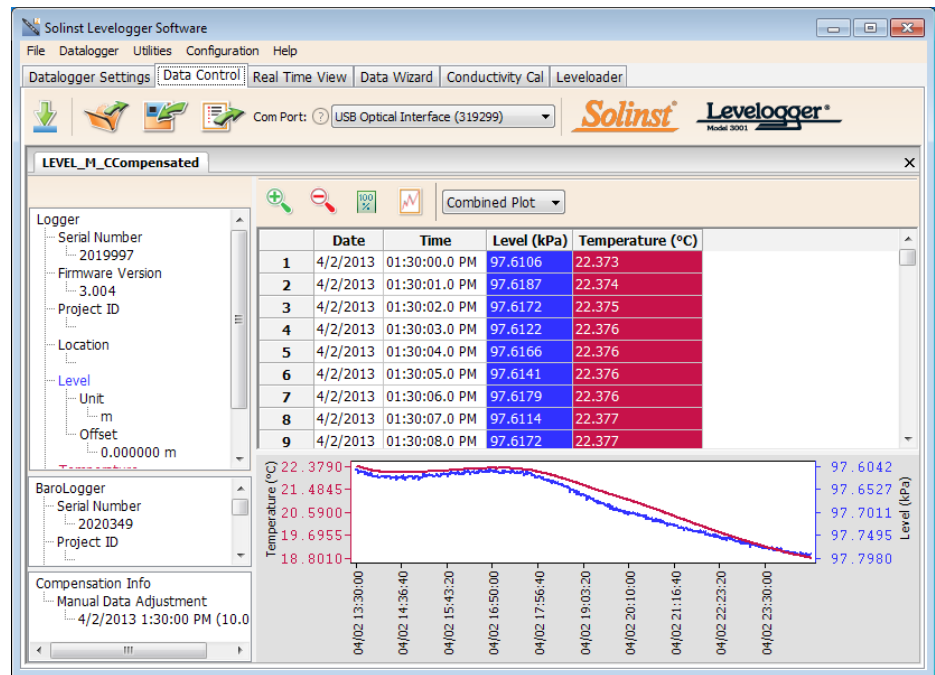 Solinst Levelogger Software
File Datalogger Utilities Configuration Help
Datalogger Settings Data Control Real Time View Data Wizard Conductivity Cal Leveloader
Com Port: ? USB Optical Interface (319299) Solinst Levelogger
Model 3001
LEVEL_M_CCompensated
100 % Combined Plot
Logger
Serial Number
2019997
Firmware Version
3.004
Project ID
Location
Level
Unit
m
Offset
0.000000 m
Temperature
BaroLogger
Serial Number
2020349
Project ID
Compensation Info
Manual Data Adjustment
4/2/2013 1:30:00 PM (10.0
Date Time Level (kPa) Temperature (°C)
1 4/2/2013 01:30:00.0 PM 97.6106 22.373
2 4/2/2013 01:30:01.0 PM 97.6187 22.374
3 4/2/2013 01:30:02.0 PM 97.6172 22.375
4 4/2/2013 01:30:03.0 PM 97.6122 22.376
5 4/2/2013 01:30:04.0 PM 97.6166 22.376
6 4/2/2013 01:30:05.0 PM 97.6141 22.376
7 4/2/2013 01:30:06.0 PM 97.6179 22.376
8 4/2/2013 01:30:07.0 PM 97.6114 22.377
9 4/2/2013 01:30:08.0 PM 97.6172 22.377
Temperature (°C)
22.3790
21.4845
20.5900
19.6955
18.8010
97.6042
97.6527
97.7011
97.7495
97.7980
Level (kPa)
04/02 13:30:00
04/02 14:36:40
04/02 15:43:20
04/02 16:50:00
04/02 17:56:40
04/02 19:03:20
04/02 20:10:00
04/02 21:16:40
04/02 22:23:20
04/02 23:30:00